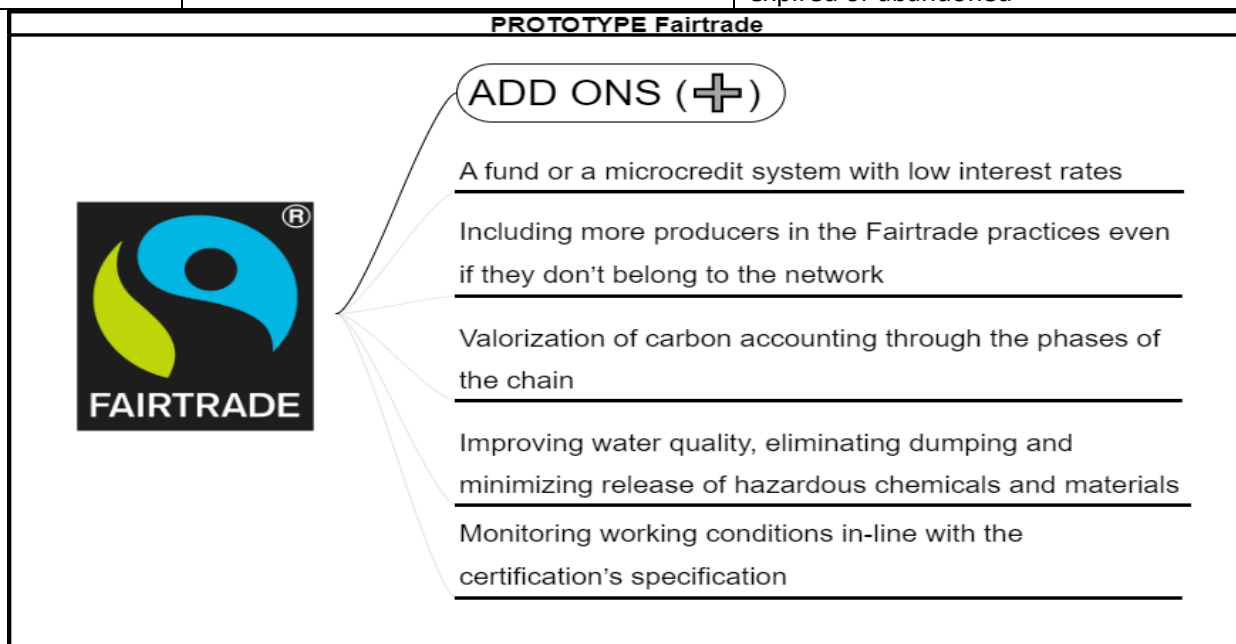 expired or abandoned
PROTOTYPE Fairtrade
ADD ONS (+)
A fund or a microcredit system with low interest rates
Including more producers in the Fairtrade practices even
if they don’t belong to the network
Valorization of carbon accounting through the phases of
the chain
Improving water quality, eliminating dumping and
minimizing release of hazardous chemicals and materials
Monitoring working conditions in-line with the
certification’s specification
®
FAIRTRADE